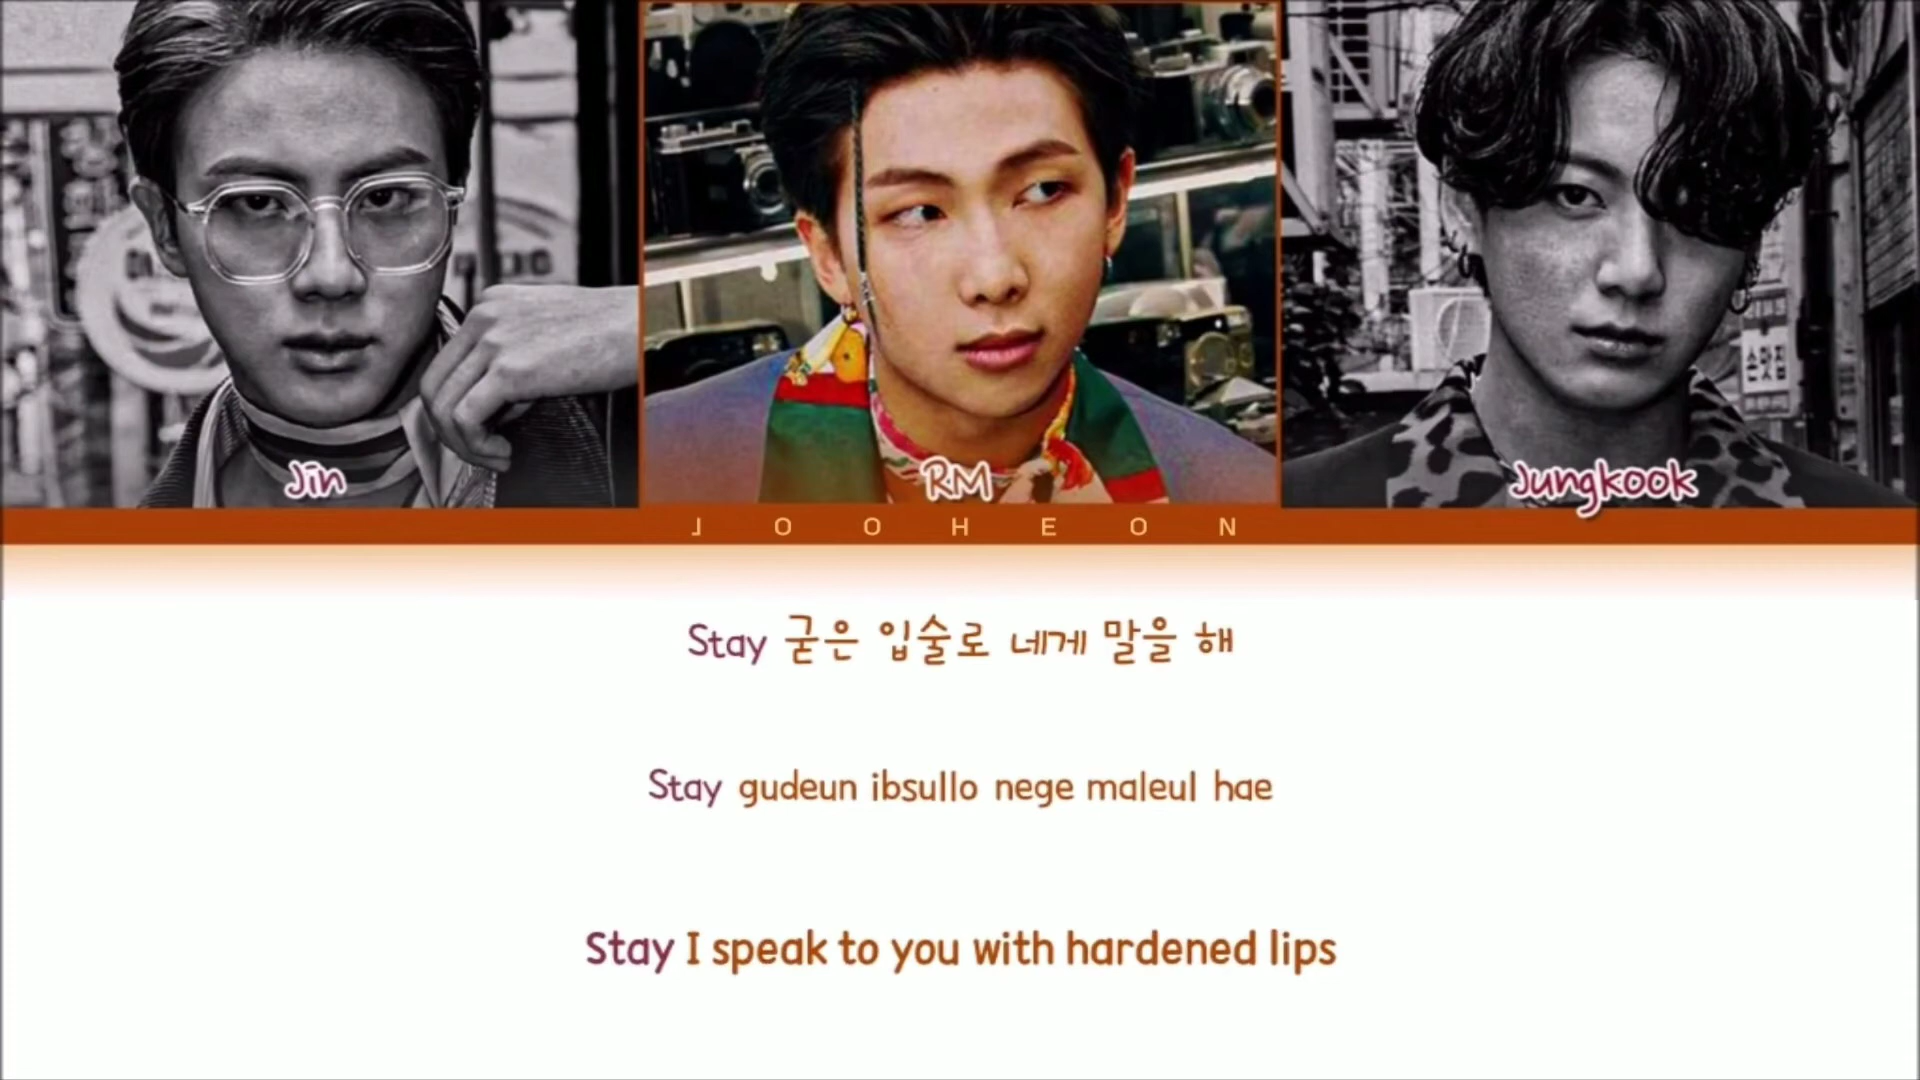 Jin
RM
Jungkook
JOOHEON
Stay 굳은 입술로 네게 말을 해
Stay gudeun ibsullo nege maleul hae
Stay I speak to you with hardened lips